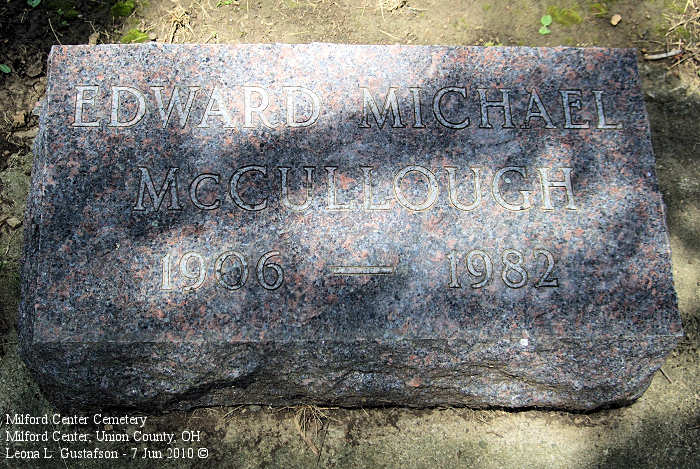 EDWARD MICHAEL
McCULLOUGH
1906 — 1982
Milford Center Cemetery
Milford Center, Union County, OH
Leona L. Gustafson - 7 Jun 2010 ©